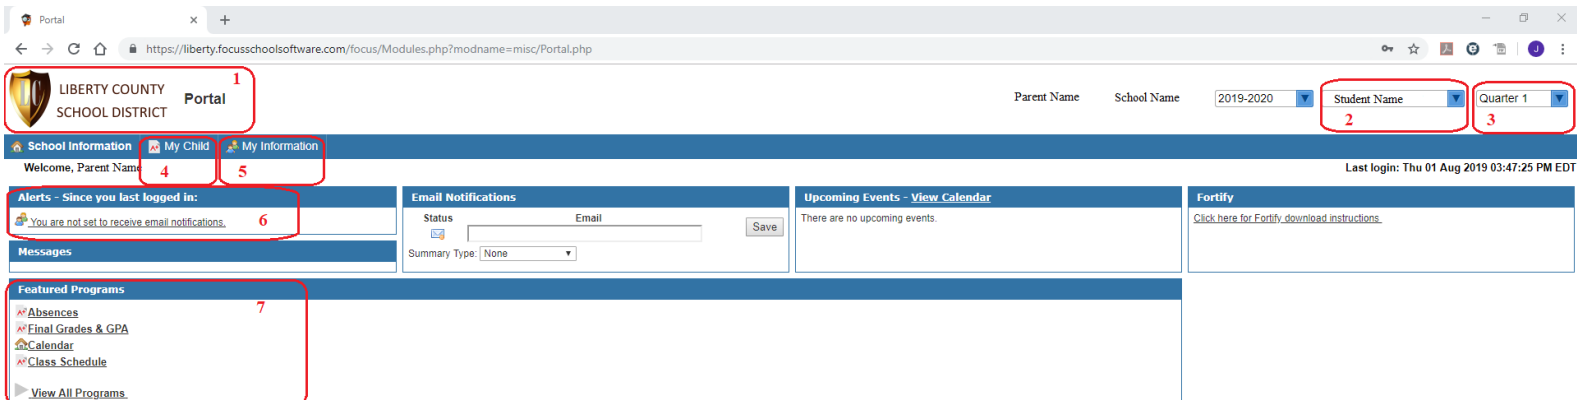 Portal
https://liberty.focusschoolsoftware.com/focus/Modules.php?modname=misc/Portal.php
J
1
LC
LIBERTY COUNTY
SCHOOL DISTRICT
Portal
Parent Name School Name 2019-2020 Student Name Quarter 1
2 3
School Information My Child My Information
Welcome, Parent Name 4 5 Last login: Thu 01 Aug 2019 03:47:25 PM EDT
Alerts - Since you last logged in: Email Notifications Upcoming Events - View Calendar Fortify
You are not set to receive email notifications. 6 Status Email Save There are no upcoming events. Click here for Fortify download instructions
Messages Summary Type: None
Featured Programs
7
Absences
Final Grades & GPA
Calendar
Class Schedule
View All Programs